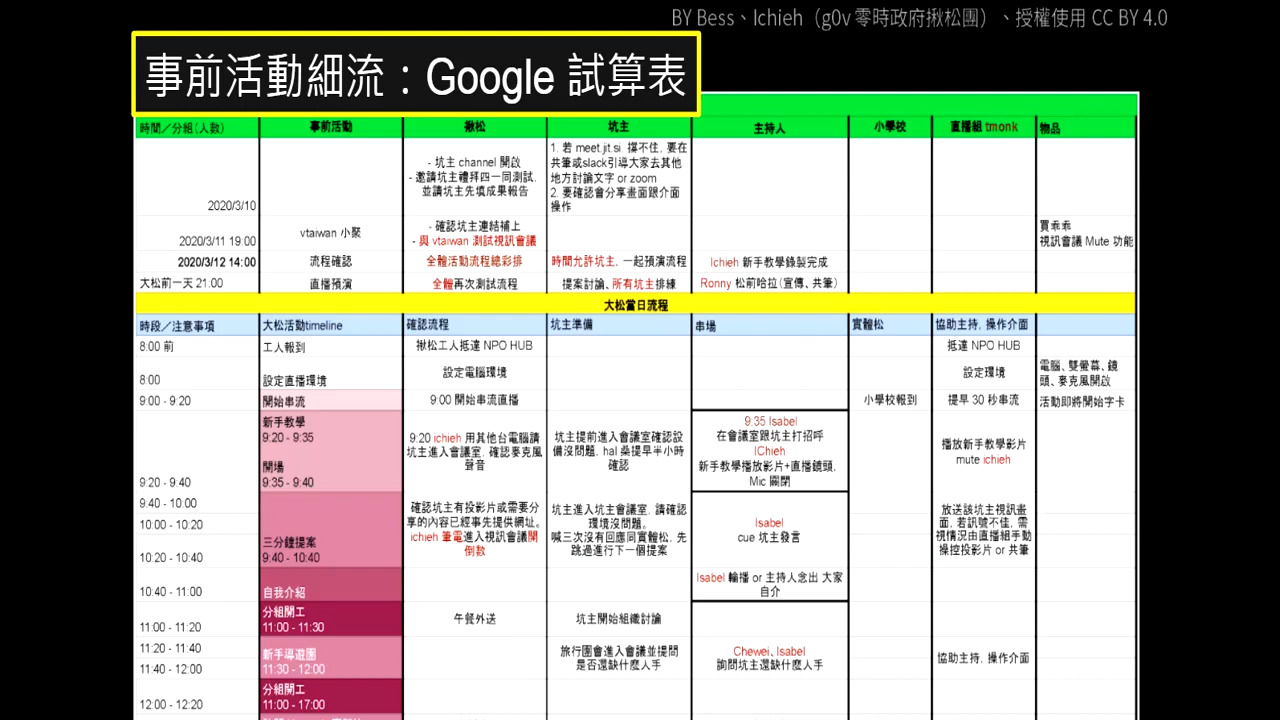 BY Bess、Ichieh（g0v 零時政府揪松團）、授權使用 CC BY 4.0
事前活動細流：Google 試算表
時間／分組(人數)
事前活動
揪松
坑主
主持人
小學校
直播組 tmonk
物品
2020/3/10
- 坑主 channel 開啟
- 邀請坑主禮拜四一同測試,
並請坑主先填成果報告
1. 若 meet.jit.si 撐不住, 要在
共筆或slack引導大家去其他
地方討論文字 or zoom
2. 要確認會分享畫面跟介面
操作
2020/3/11 19:00
vtaiwan 小聚
- 確認坑主連結補上
- 與 vtaiwan 測試視訊會議
買乖乖
視訊會議 Mute 功能
2020/3/12 14:00
流程確認
全體活動流程總彩排
時間允許坑主, 一起預演流程
Ichieh 新手教學錄製完成
大松前一天 21:00
直播預演
全體再次測試流程
提案討論、所有坑主排練
Ronny 松前哈拉(宣傳、共筆)
大松當日流程
時段／注意事項
大松活動timeline
確認流程
坑主準備
串場
實體松
協助主持, 操作介面
8:00 前
工人報到
揪松工人抵達 NPO HUB
抵達 NPO HUB
8:00
設定直播環境
設定電腦環境
設定環境
電腦、雙螢幕、鏡
頭、麥克風開啟
9:00 - 9:20
開始串流
9:00 開始串流直播
小學校報到
提早 30 秒串流
活動即將開始字卡
9:20 - 9:40
新手教學
9:20 - 9:35
開場
9:35 - 9:40
9:20 ichieh 用其他台電腦請
坑主進入會議室, 確認麥克風
聲音
坑主提前進入會議室確認設
備沒問題, hal 桑提早半小時
確認
9:35 Isabel
在會議室跟坑主打招呼
IChieh
新手教學播放影片+直播鏡頭,
Mic 關閉
播放新手教學影片
mute ichieh
9:40 - 10:00
10:00 - 10:20
10:20 - 10:40
三分鐘提案
9:40 - 10:40
確認坑主有投影片或需要分
享的內容已經事先提供網址。
ichieh 筆電進入視訊會議開
倒數
坑主進入坑主會議室, 請確認
環境沒問題。
喊三次沒有回應同實體松, 先
跳過進行下一個提案
Isabel
cue 坑主發言
放送該坑主視訊畫
面, 若訊號不佳, 需
視情況由直播組手動
操控投影片 or 共筆
10:40 - 11:00
自我介紹
Isabel 輪播 or 主持人念出 大家
自介
11:00 - 11:20
分組開工
11:00 - 11:30
午餐外送
坑主開始組織討論
11:20 - 11:40
11:40 - 12:00
新手導遊團
11:30 - 12:00
旅行團會進入會議並提問
是否還缺什麼人手
Chewei、Isabel
詢問坑主還缺什麼人手
協助主持, 操作介面
12:00 - 12:20
分組開工
11:00 - 17:00